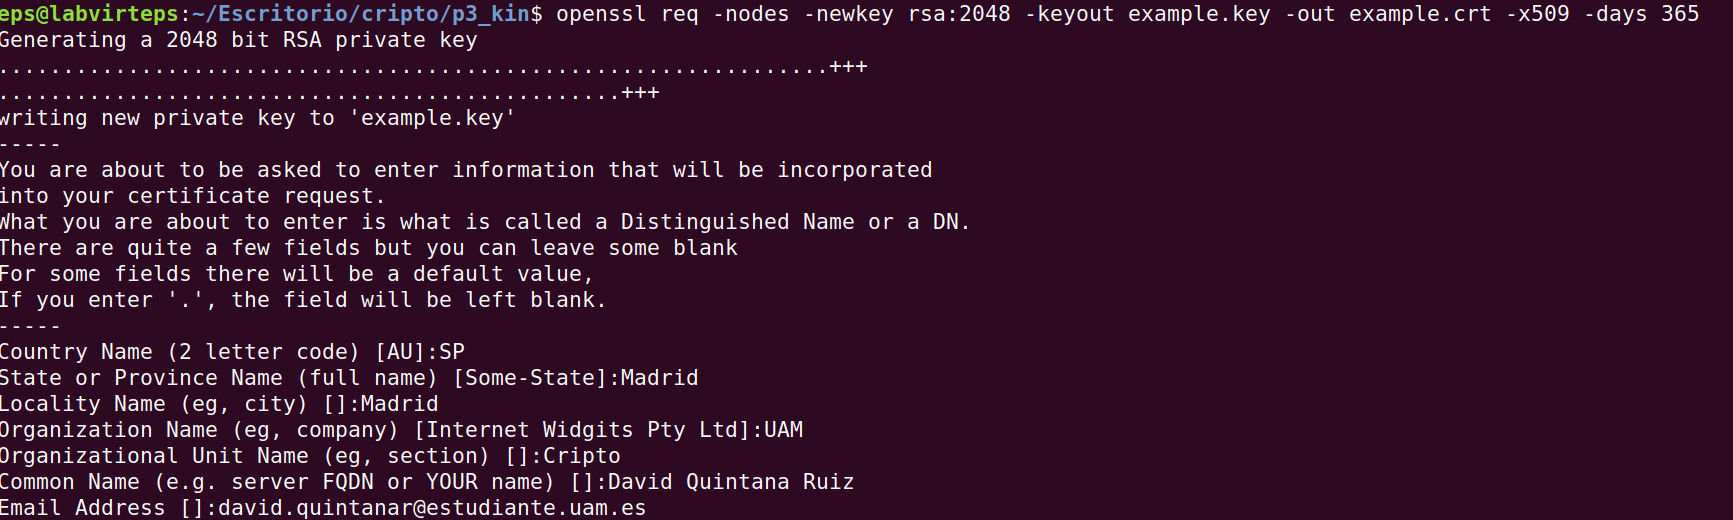 eps@labvirteps:~/Escritorio/cripto/p3_kin$ openssl req -nodes -newkey rsa:2048 -keyout example.key -out example.crt -x509 -days 365
Generating a 2048 bit RSA private key
................................................................+++
................................................+++
writing new private key to 'example.key'
-----
You are about to be asked to enter information that will be incorporated
into your certificate request.
What you are about to enter is what is called a Distinguished Name or a DN.
There are quite a few fields but you can leave some blank
For some fields there will be a default value,
If you enter '.', the field will be left blank.
-----
Country Name (2 letter code) [AU]:SP
State or Province Name (full name) [Some-State]:Madrid
Locality Name (eg, city) []:Madrid
Organization Name (eg, company) [Internet Widgits Pty Ltd]:UAM
Organizational Unit Name (eg, section) []:Cripto
Common Name (e.g. server FQDN or YOUR name) []:David Quintana Ruiz
Email Address []:david.quintanar@estudiante.uam.es